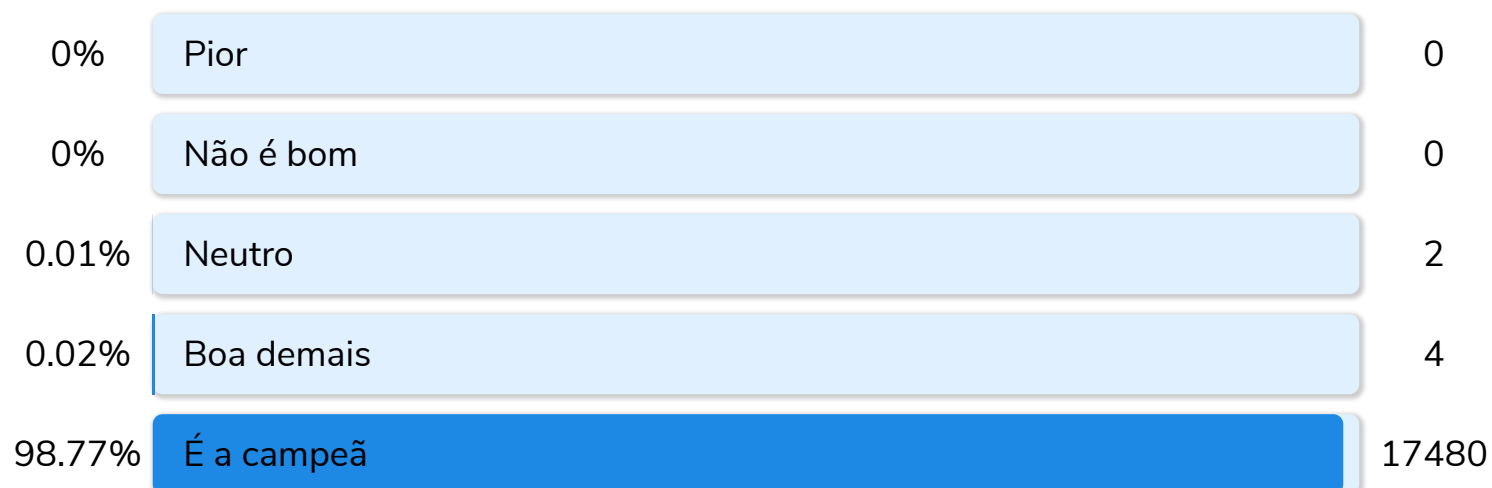 0% Pior 0
0% Não é bom 0
0.01% Neutro 2
0.02% Boa demais 4
98.77% É a campeã 17480